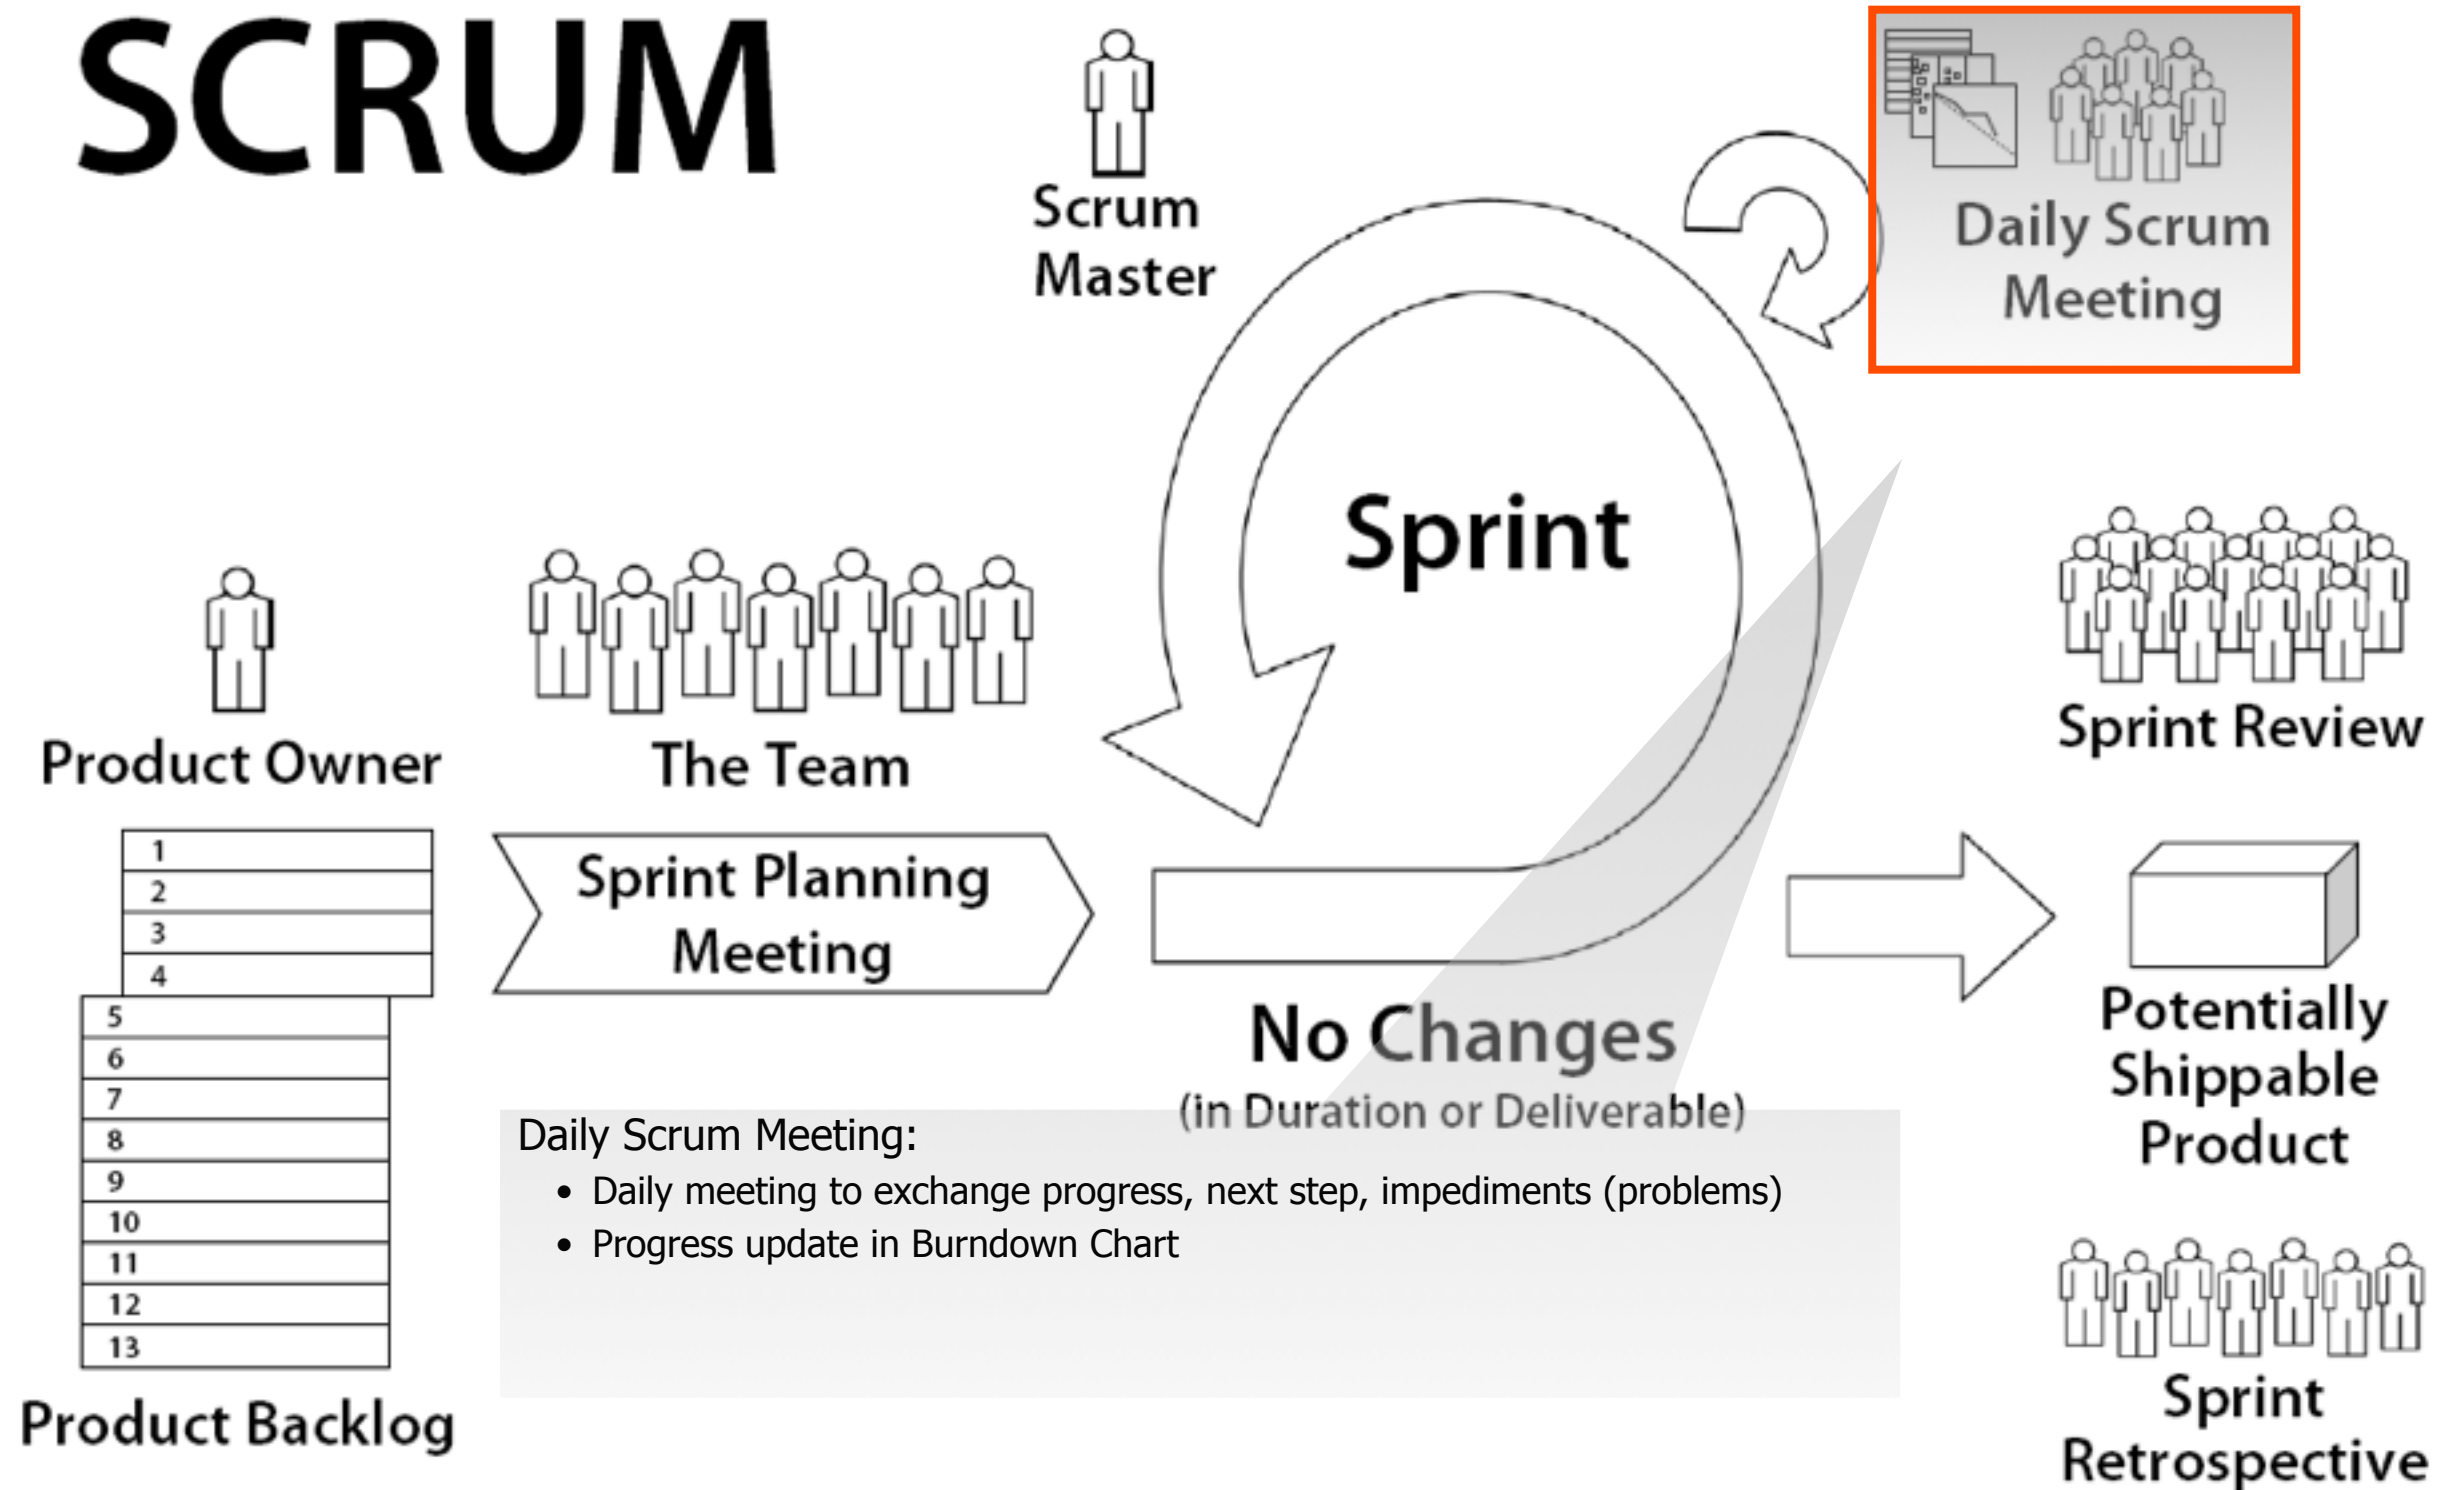 SCRUM
Scrum
Master
Daily Scrum
Meeting
Sprint
Product Owner
The Team
Sprint Review
1
2
3
4
5
6
7
8
9
10
11
12
13
Product Backlog
Sprint Planning
Meeting
No Changes
(in Duration or Deliverable)
Potentially
Shippable
Product
Daily Scrum Meeting:
• Daily meeting to exchange progress, next step, impediments (problems)
• Progress update in Burndown Chart
Sprint
Retrospective